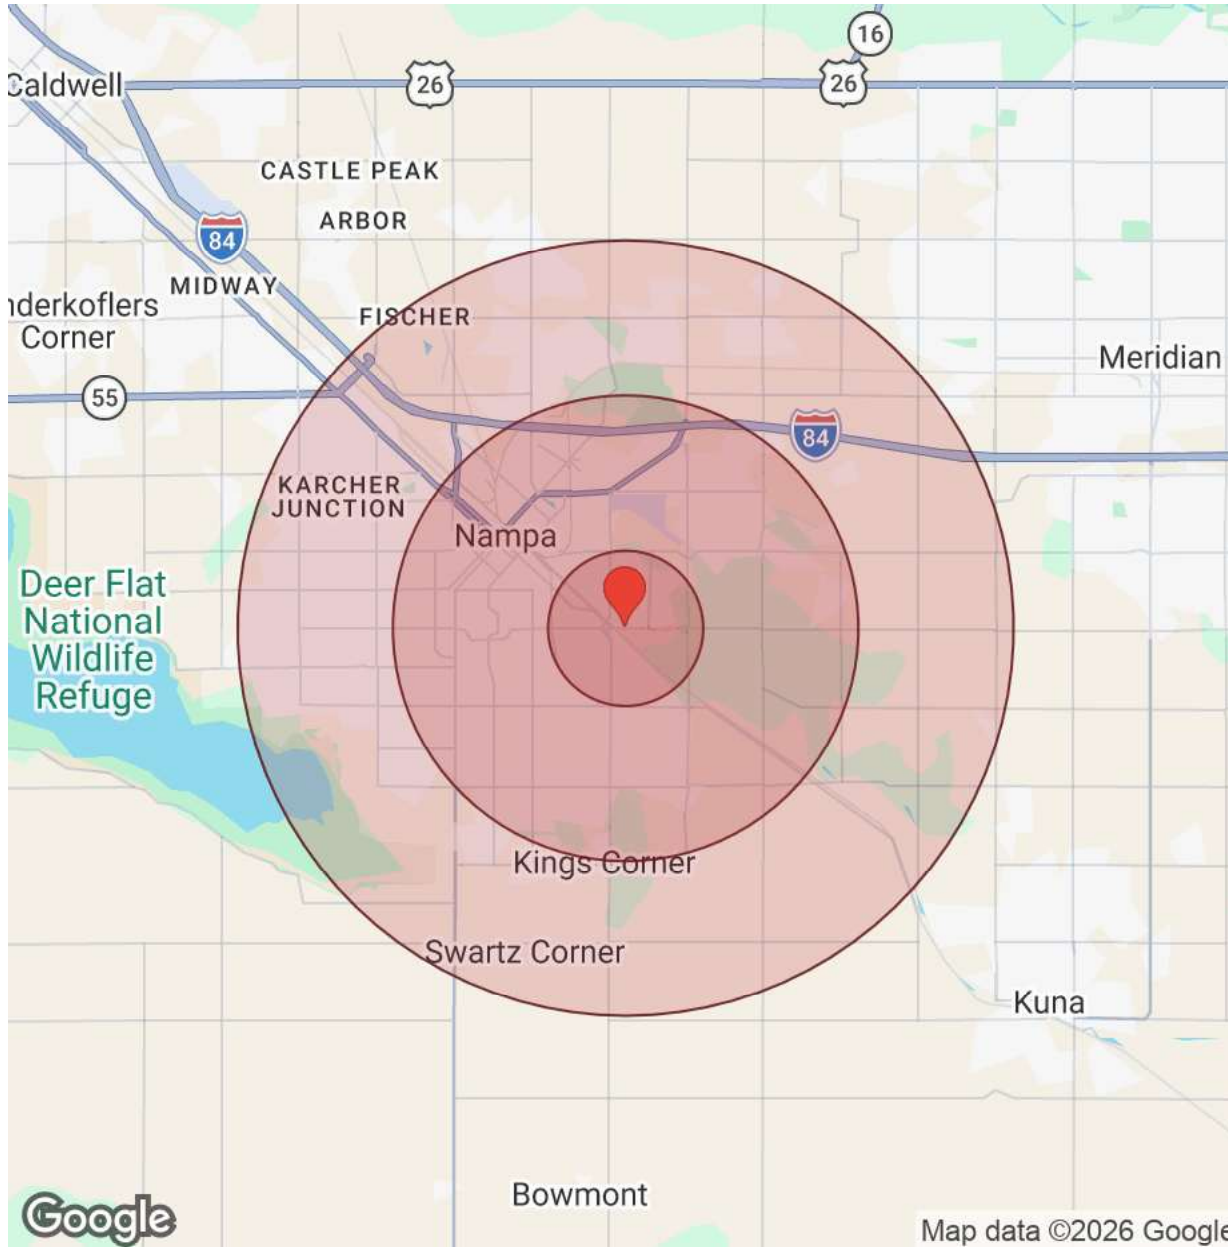 16
Caldwell
26
26
CASTLE PEAK
ARBOR
84
MIDWAY
nderkoflers
Corner
FISCHER
Meridian
55
84
KARCHER
JUNCTION
Nampa
Deer Flat
National
Wildlife
Refuge
Kings Corner
Swartz Corner
Kuna
Bowmont
Google
Map data ©2026 Google